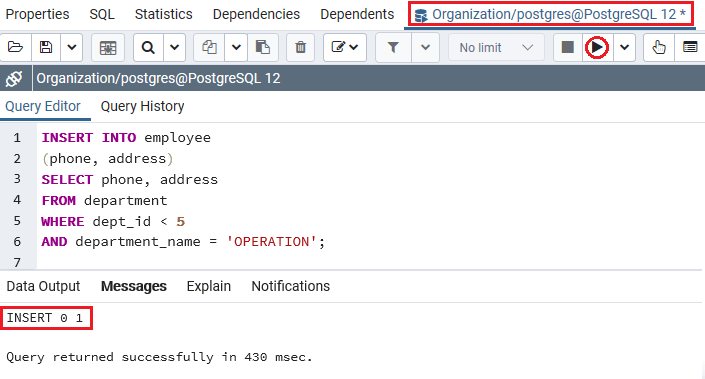 Properties SQL Statistics Dependencies Dependents Organization/postgres@PostgreSQL 12 *
No limit
Organization/postgres@PostgreSQL 12
Query Editor Query History
1 INSERT INTO employee
2 (phone, address)
3 SELECT phone, address
4 FROM department
5 WHERE dept_id < 5
6 AND department_name = 'OPERATION';
7
Data Output Messages Explain Notifications
INSERT 0 1
Query returned successfully in 430 msec.